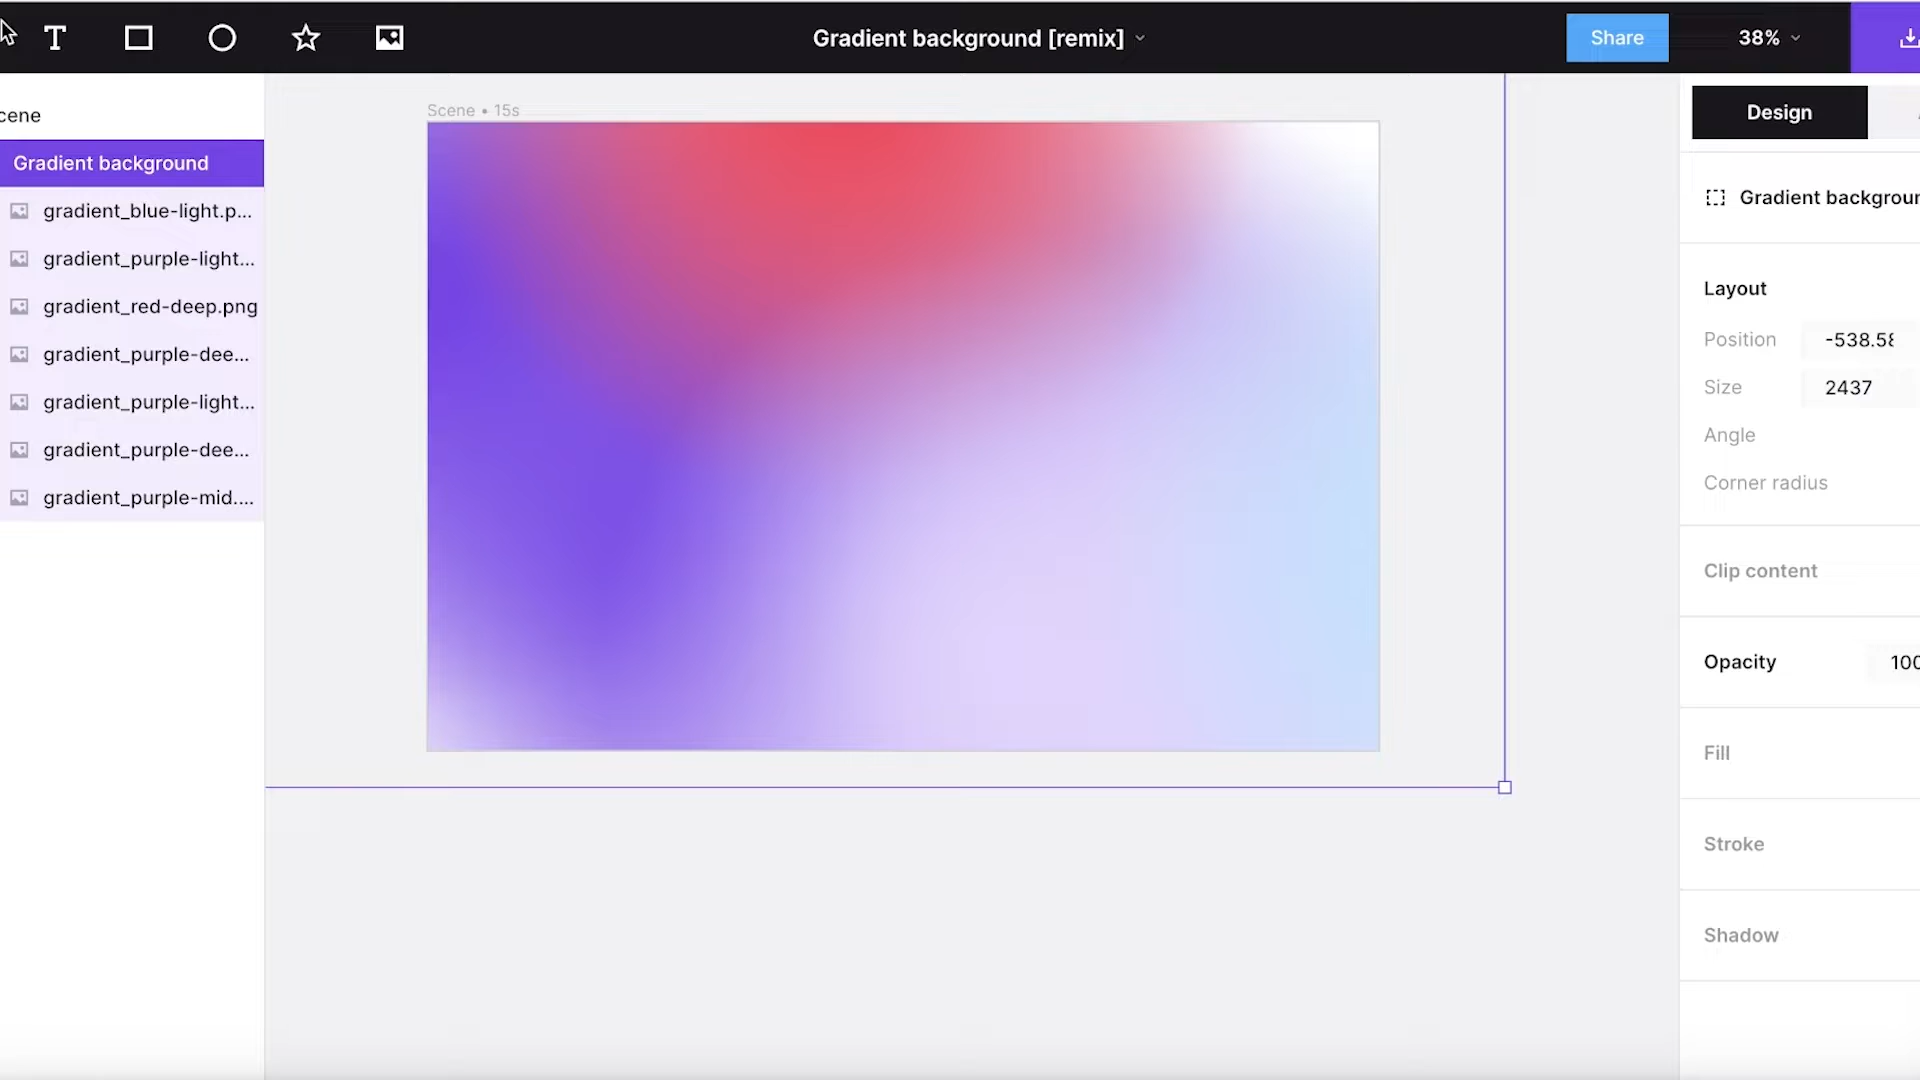 T
Gradient background [remix]
Share
38%
cene
Gradient background
gradient_blue-light.p...
gradient_purple-light...
gradient_red-deep.png
gradient_purple-dee...
gradient_purple-light...
gradient_purple-dee...
gradient_purple-mid....
Scene • 15s
Design
Gradient backgroun
Layout
Position -538.58
Size 2437
Angle
Corner radius
Clip content
Opacity 100
Fill
Stroke
Shadow